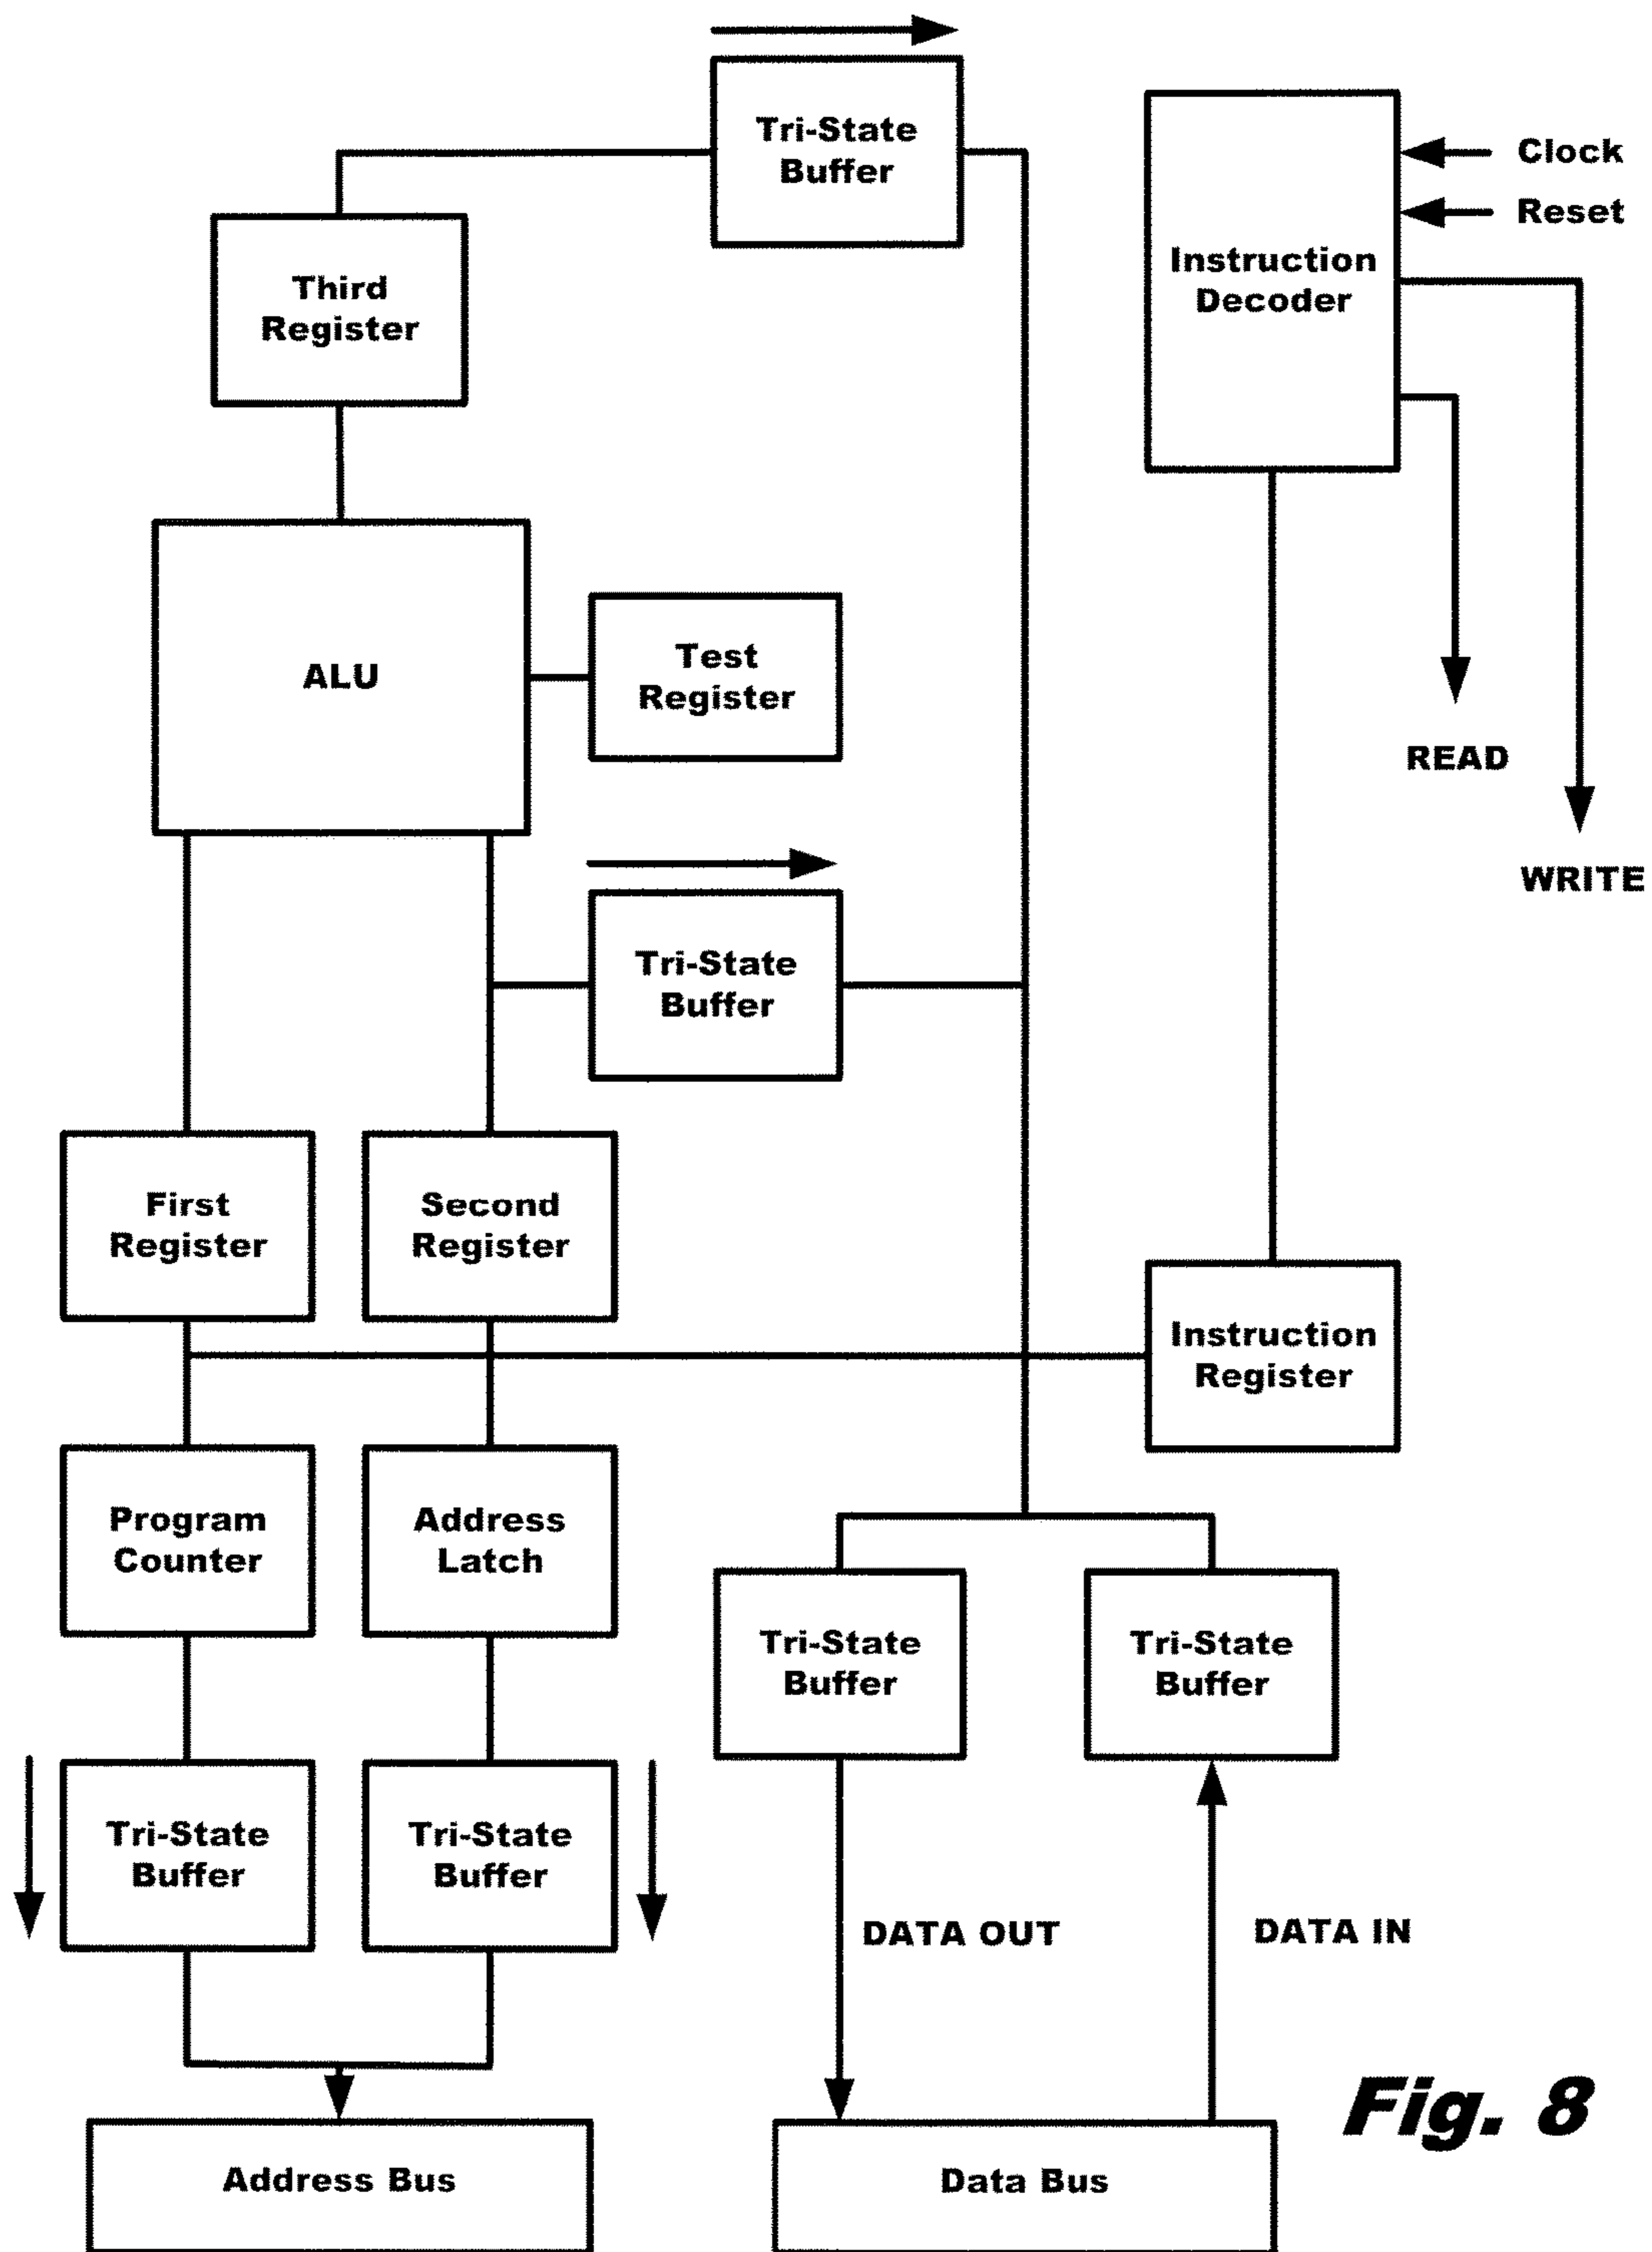 Tri-State
Buffer
Clock
Reset
Instruction
Decoder
Third
Register
ALU
Test
Register
READ
WRITE
Tri-State
Buffer
First
Register
Second
Register
Instruction
Register
Program
Counter
Address
Latch
Tri-State
Buffer
Tri-State
Buffer
Tri-State
Buffer
Tri-State
Buffer
DATA OUT
DATA IN
Fig. 8
Address Bus
Data Bus